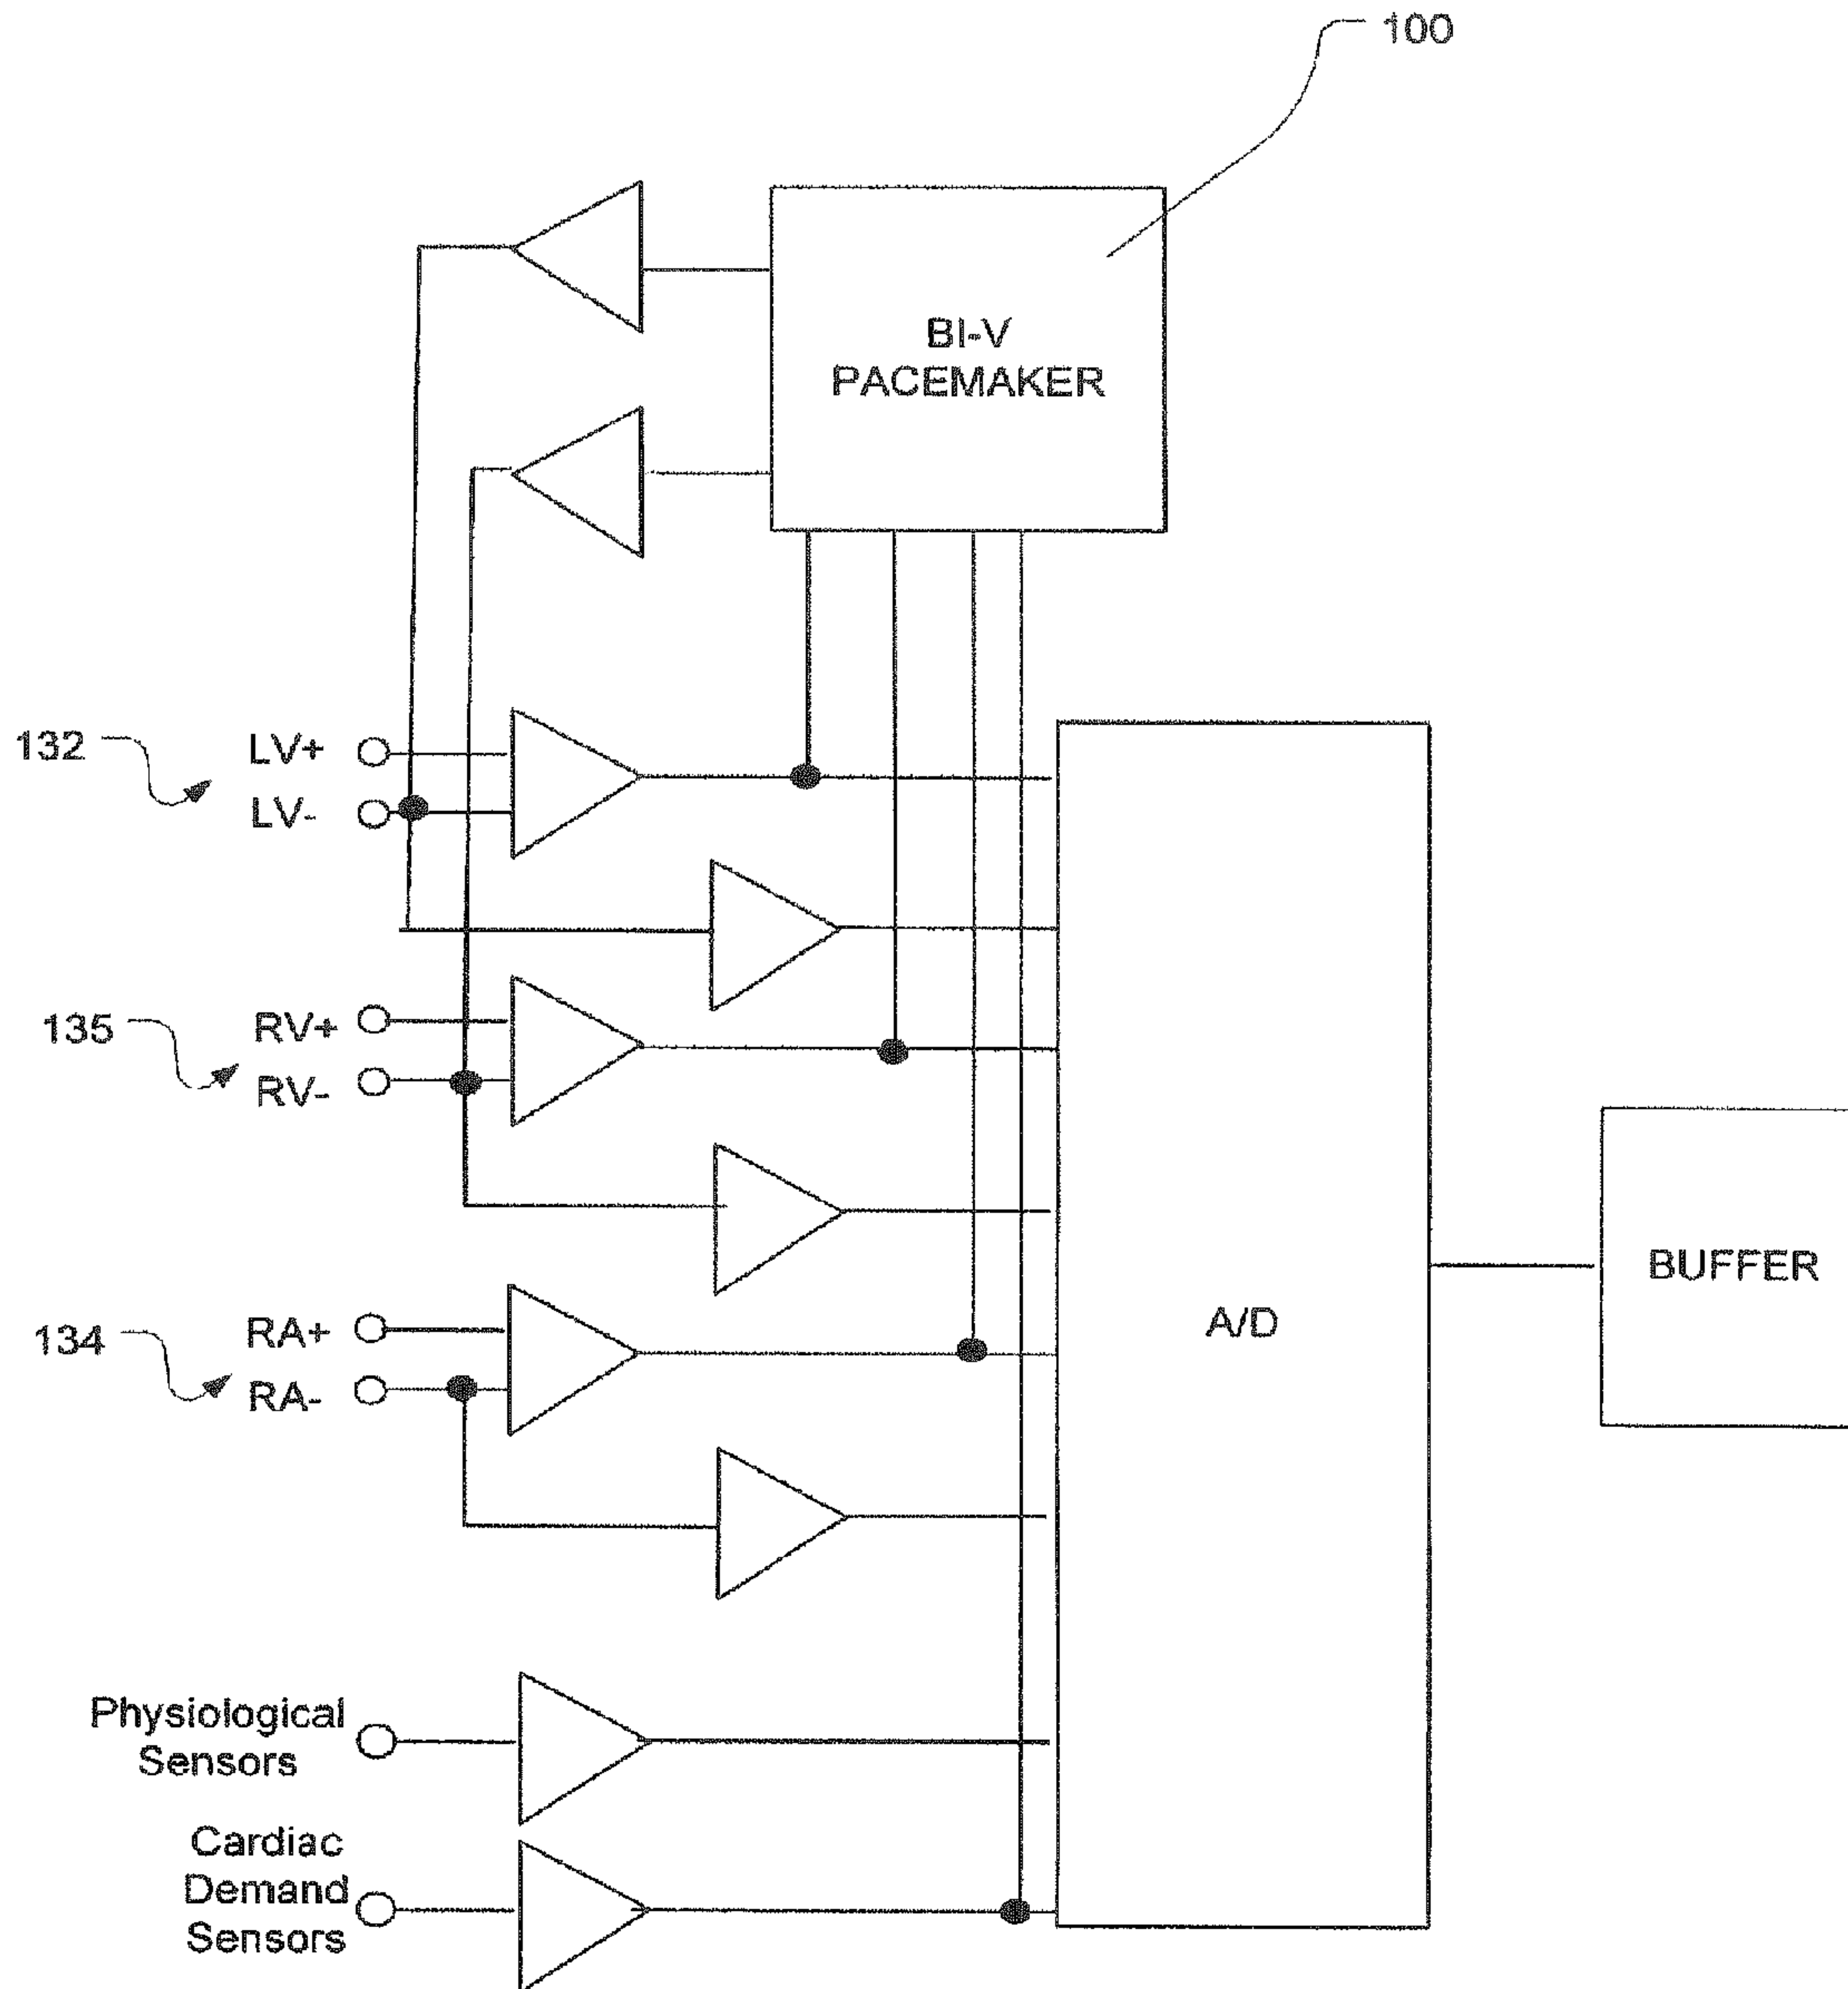 100
BI-V
PACEMAKER
132
LV+
LV-
135
RV+
RV-
134
RA+
RA-
A/D
BUFFER
Physiological
Sensors
Cardiac
Demand
Sensors